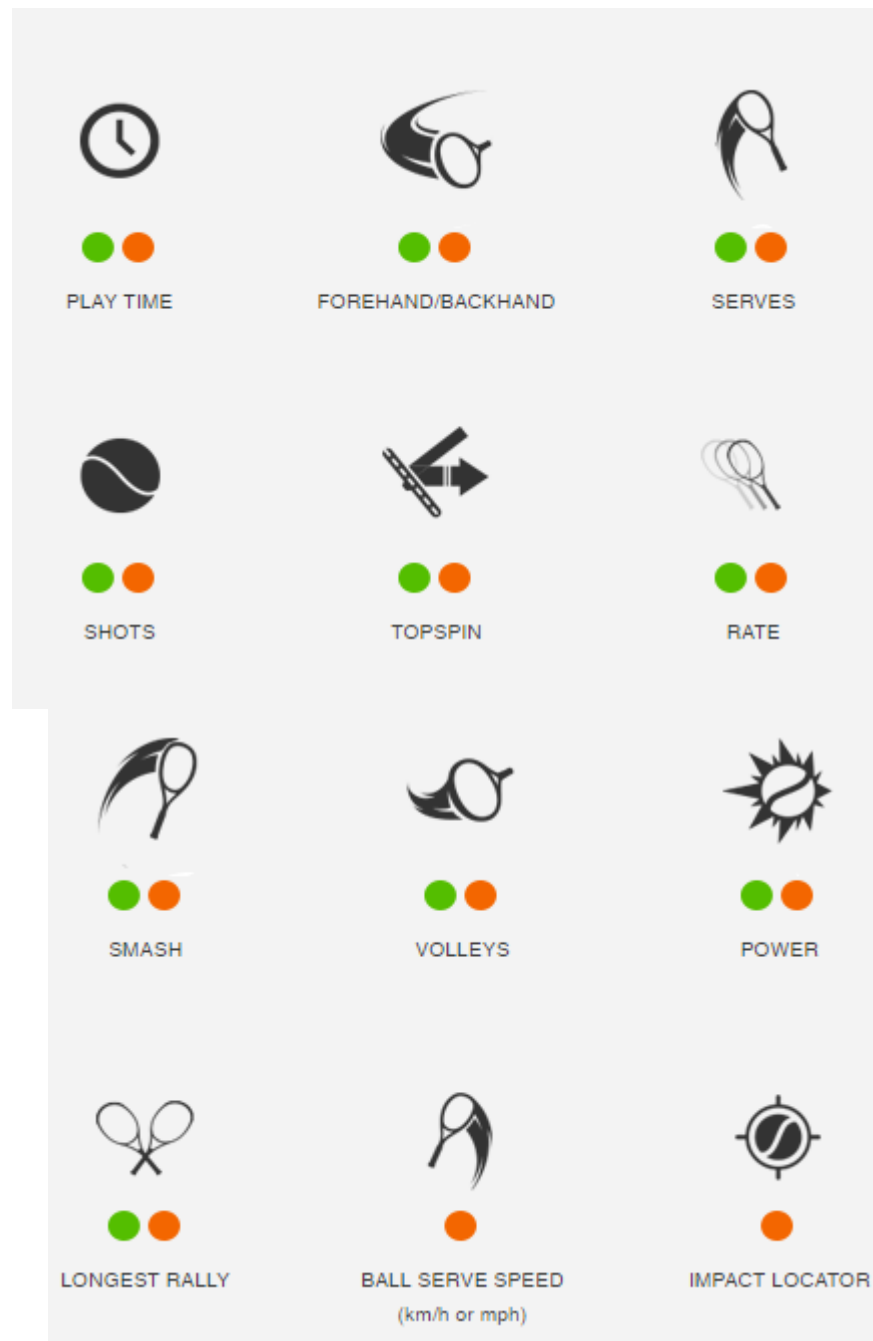 PLAY TIME
FOREHAND/BACKHAND
SERVES
SHOTS
TOPSPIN
RATE
SMASH
VOLLEYS
POWER
LONGEST RALLY
BALL SERVE SPEED
(km/h or mph)
IMPACT LOCATOR